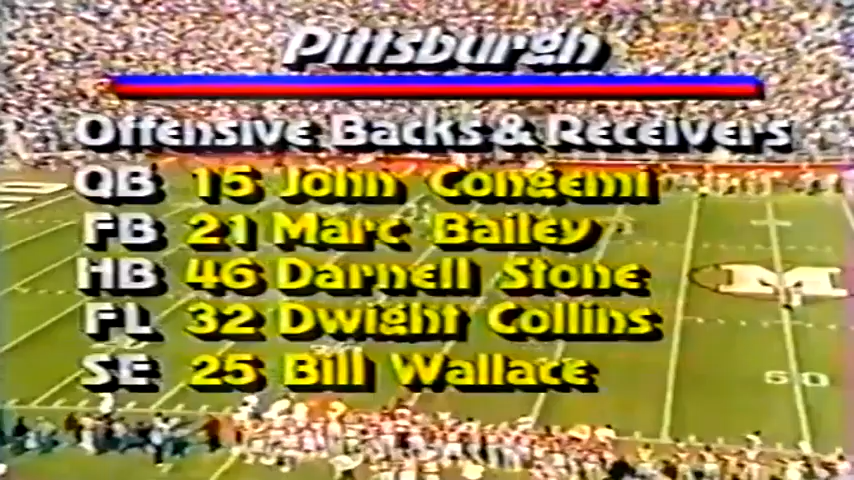 Pittsburgh
Offensive Backs & Receivers
QB 15 John Congemi
FB 21 Marc Bailey
HB 46 Darnell Stone
FL 32 Dwight Collins
SE 25 Bill Wallace
M
50